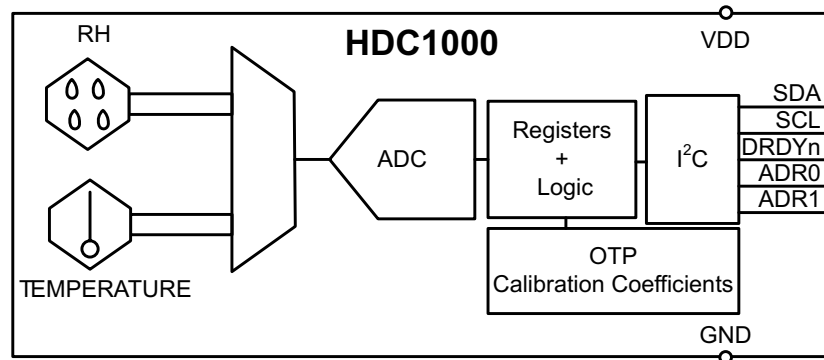 RH
HDC1000
VDD
ADC
Registers
+
Logic
I²C
SDA
SCL
DRDYn
ADR0
ADR1
TEMPERATURE
OTP
Calibration Coefficients
GND